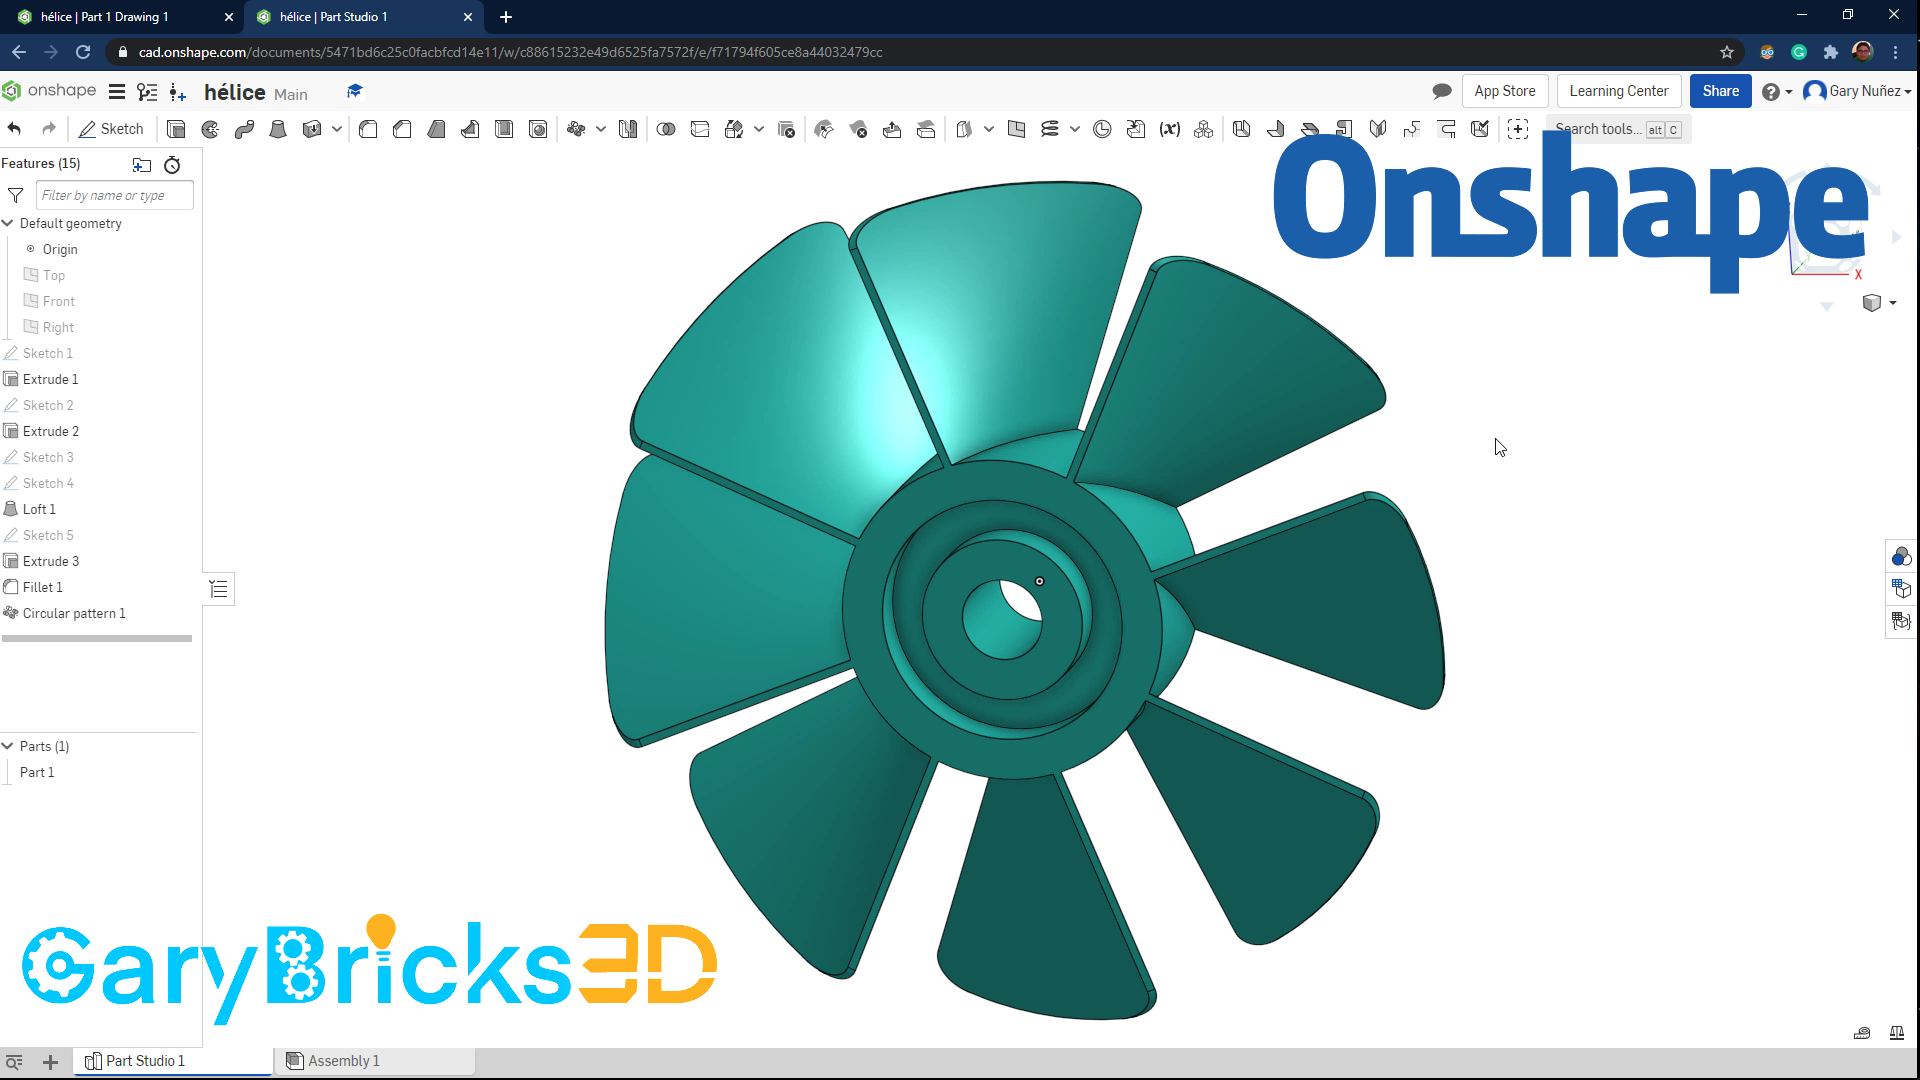 hélice | Part 1 Drawing 1
hélice | Part Studio 1
cad.onshape.com/documents/5471bd6c25c0facbfcd14e11/w/c88615232e49d6525fa7572f/e/f71794f605ce8a44032479cc
onshape
hélice Main
App Store
Learning Center
Share
Gary Nuñez
Sketch
(x)
Search tools... alt C
Features (15)
Filter by name or type
Default geometry
Origin
Top
Front
Right
Sketch 1
Extrude 1
Sketch 2
Extrude 2
Sketch 3
Sketch 4
Loft 1
Sketch 5
Extrude 3
Fillet 1
Circular pattern 1
Parts (1)
Part 1
Onshape
X
GaryBricks3D
Part Studio 1
Assembly 1